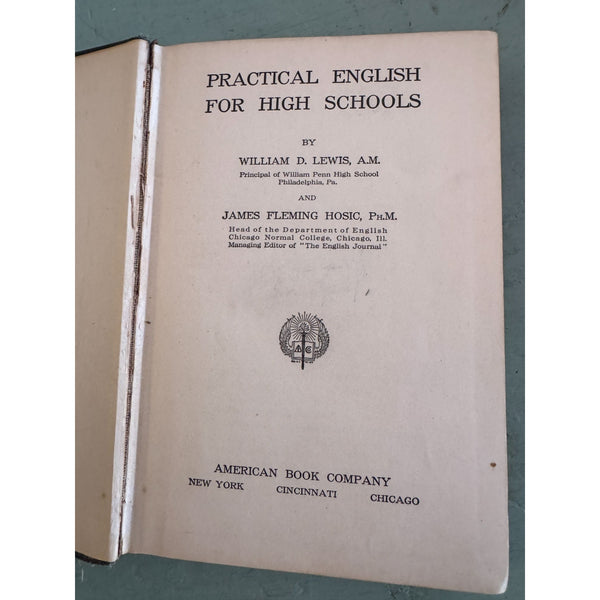 PRACTICAL ENGLISH
FOR HIGH SCHOOLS
BY
WILLIAM D. LEWIS, A.M.
Principal of William Penn High School
Philadelphia, Pa.
AND
JAMES FLEMING HOSIC, PH.M.
Head of the Department of English
Chicago Normal College, Chicago, Ill.
Managing Editor of "The English Journal"
ABC
AMERICAN BOOK COMPANY
NEW YORK CINCINNATI CHICAGO